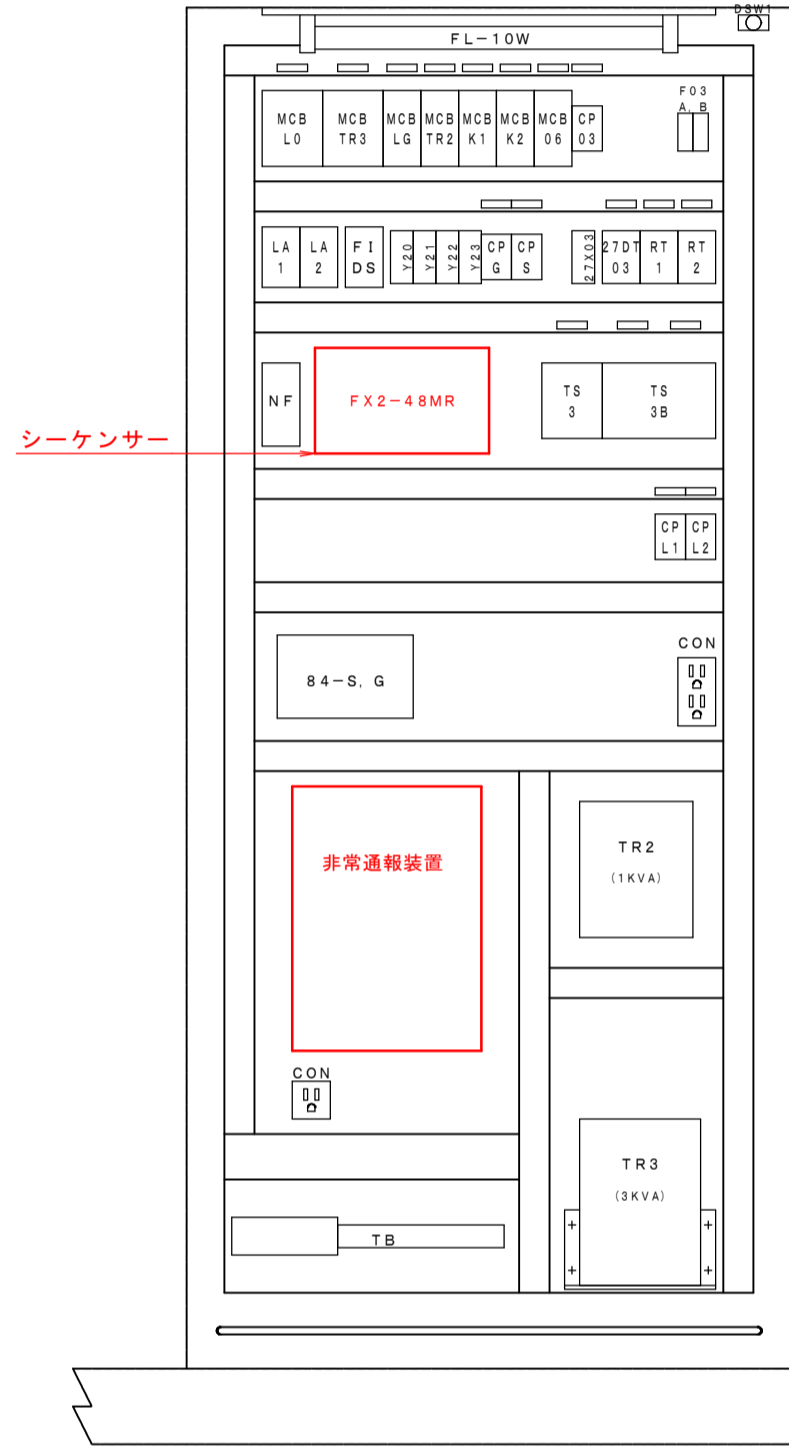 DSW1
FL-10W
MCB
L0
MCB
TR3
MCB
LG
MCB
TR2
MCB
K1
MCB
K2
MCB
06
CP
03
F03
A, B
LA
1
LA
2
FI
DS
Y20
Y21
Y22
Y23
CP
G
CP
S
27X03
27DT
03
RT
1
RT
2
NF
FX2-48MR
TS
3
TS
3B
シーケンサー
CP
L1
CP
L2
84-S, G
CON
非常通報装置
TR2
(1KVA)
CON
TR3
(3KVA)
TB